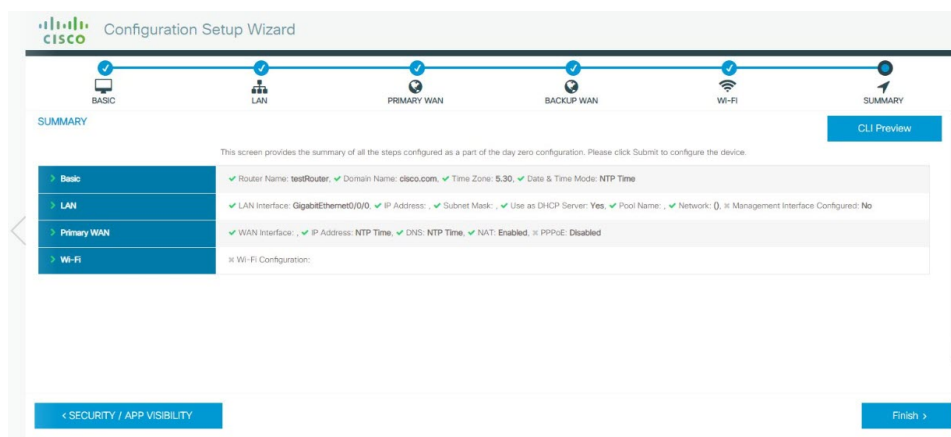 CISCO Configuration Setup Wizard
BASIC LAN PRIMARY WAN BACKUP WAN WI-FI SUMMARY
SUMMARY
CLI Preview
This screen provides the summary of all the steps configured as a part of the day zero configuration. Please click Submit to configure the device.
Basic
Router Name: testRouter, Domain Name: cisco.com, Time Zone: 5.30, Date & Time Mode: NTP Time
LAN
LAN Interface: GigabitEthernet0/0/0, IP Address: , Subnet Mask: , Use as DHCP Server: Yes, Pool Name: , Network: (), Management Interface Configured: No
Primary WAN
WAN Interface: , IP Address: NTP Time, DNS: NTP Time, NAT: Enabled, PPPoE: Disabled
Wi-Fi
Wi-Fi Configuration:
< SECURITY / APP VISIBILITY
Finish >